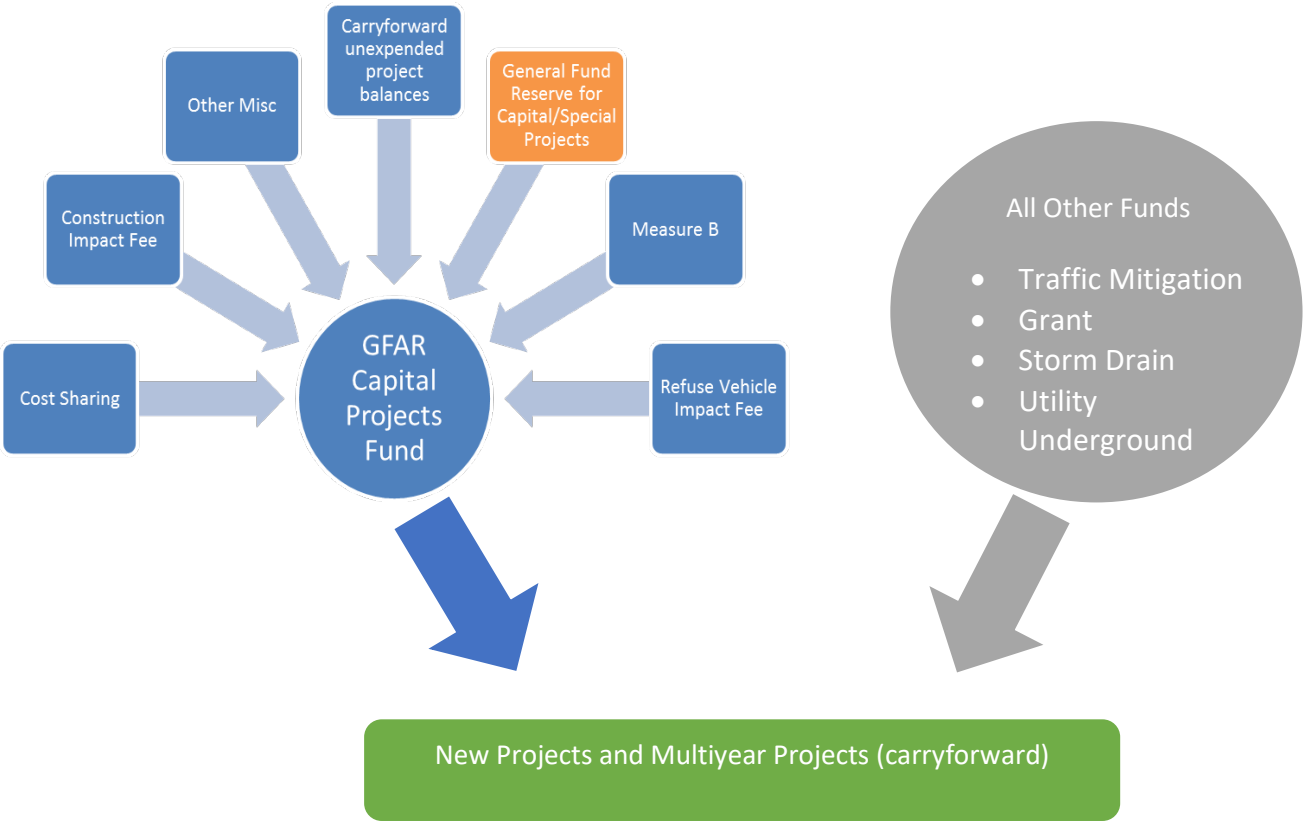 Carryforward
unexpended
project
balances
General Fund
Reserve for
Capital/Special
Projects
Other Misc
Construction
Impact Fee
Measure B
Cost Sharing
Refuse Vehicle
Impact Fee
GFAR
Capital
Projects
Fund
All Other Funds
• Traffic Mitigation
• Grant
• Storm Drain
• Utility
Underground
New Projects and Multiyear Projects (carryforward)